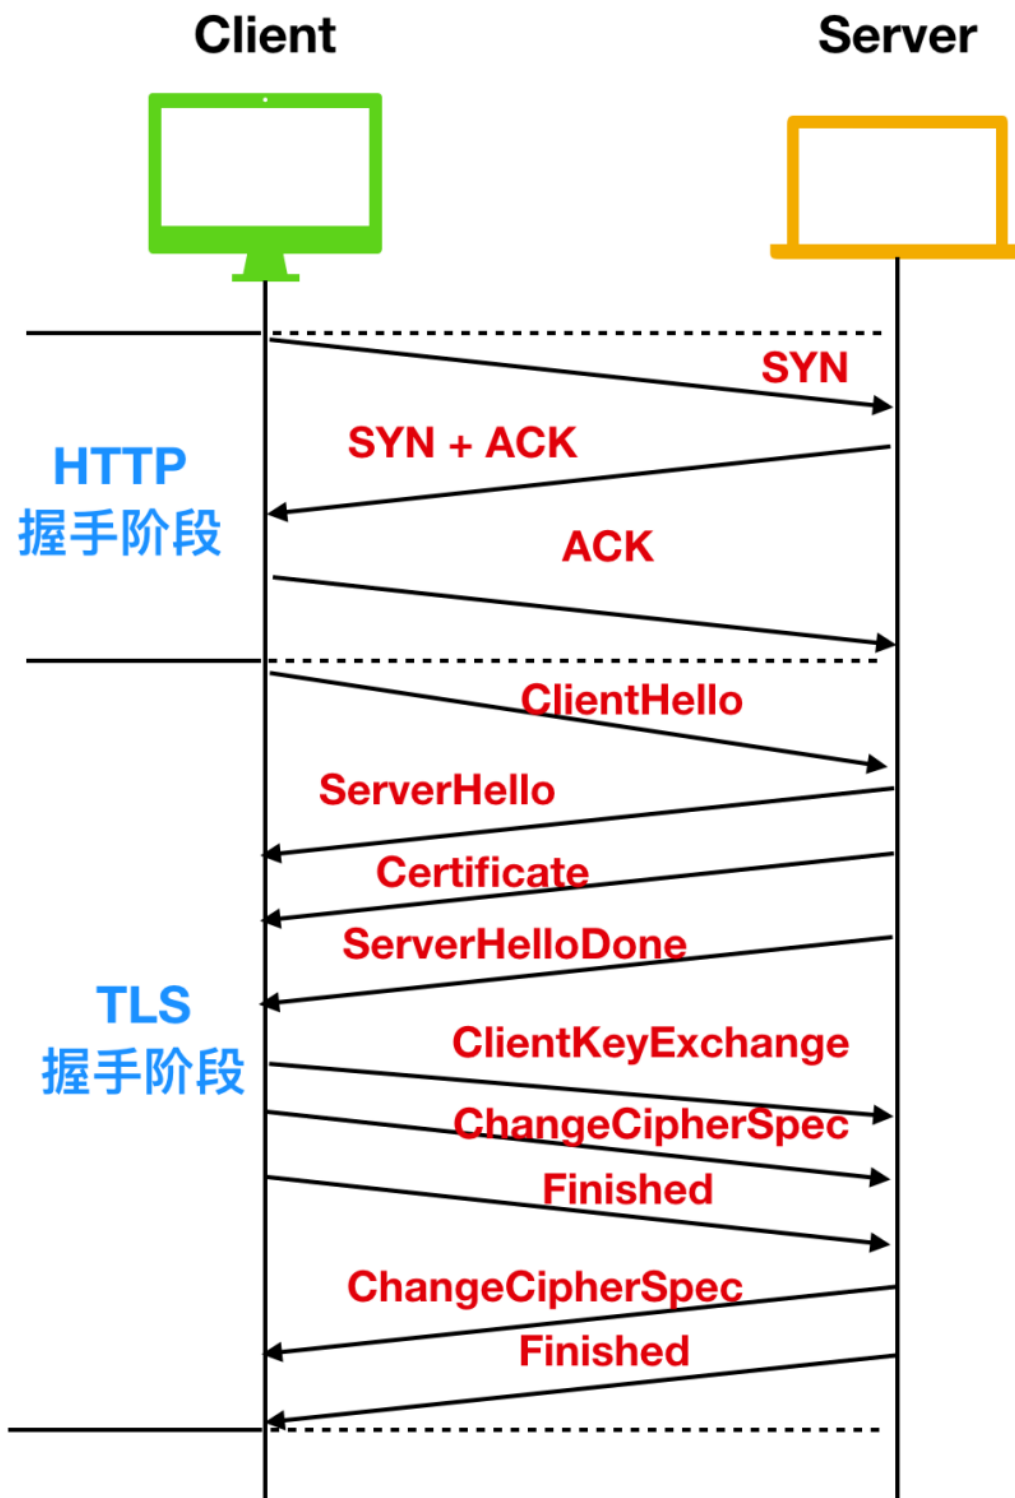 Client
Server
SYN
SYN + ACK
HTTP
握手阶段
ACK
ClientHello
ServerHello
Certificate
ServerHelloDone
TLS
握手阶段
ClientKeyExchange
ChangeCipherSpec
Finished
ChangeCipherSpec
Finished